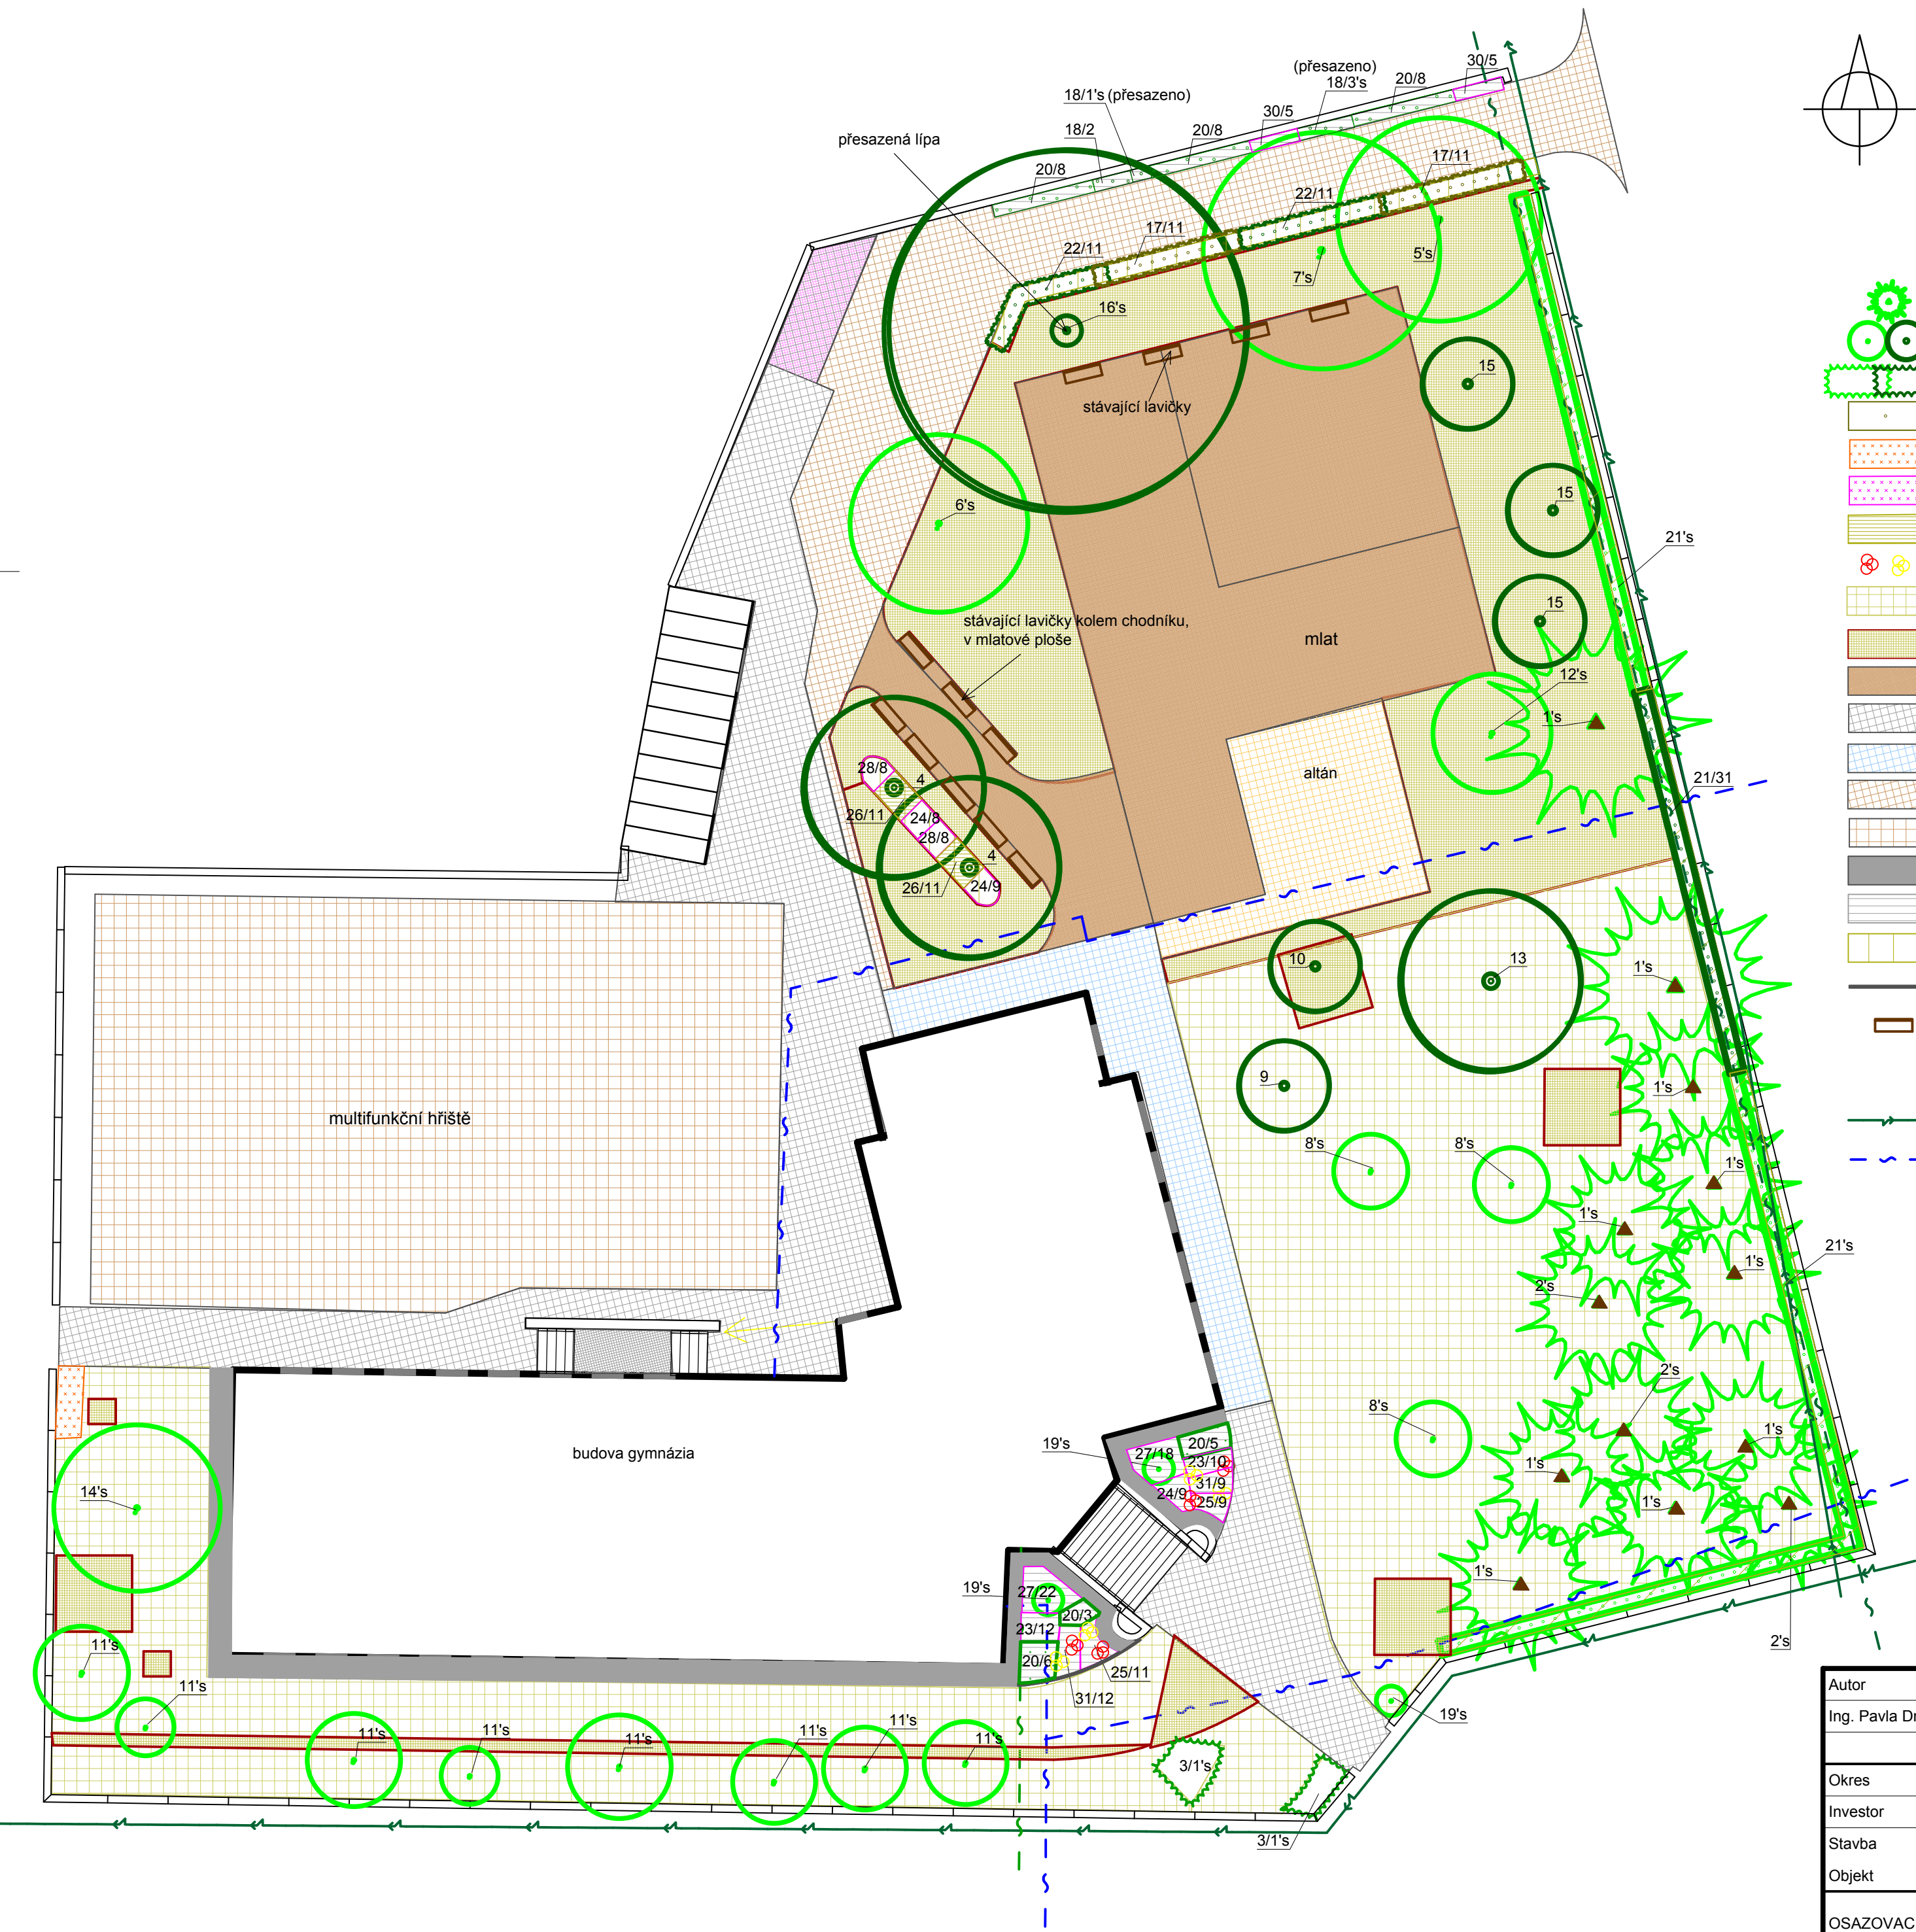 30/5
(přesazeno)
18/3's
20/8
18/1's (přesazeno)
30/5
18/2
20/8
přesazená lípa
17/11
20/8
22/11
17/11
22/11
5's
7's
16's
15
stávající lavičky
15
6's
21's
15
stávající lavičky kolem chodníku,
v mlatové ploše
mlat
12's
1's
28/8
4
altán
21/31
26/11
24/8
28/8
4
26/11
24/9
10
13
1's
9
1's
multifunkční hřiště
8's
8's
1's
1's
21's
1's
2's
2's
8's
1's
budova gymnázia
19's
20/5
27/18
23/10
1's
31/9
24/9
25/9
1's
14's
1's
19's
27/22
20/3
23/12
2's
11's
20/6
25/11
11's
31/12
19's
11's
11's
11's
11's
11's
11's
3/1's
3/1's
Autor
Ing. Pavla Dr
Okres
Investor
Stavba
Objekt
OSAZOVAC